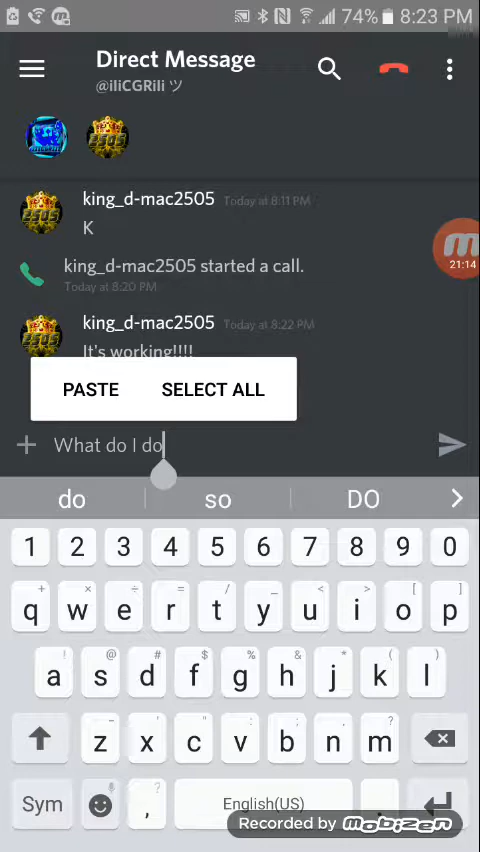 74% 8:23 PM
Direct Message
@iliCGRili ツ
2505
king_d-mac2505 Today at 8:11 PM
K
king_d-mac2505 started a call.
Today at 8:20 PM
21:14
king_d-mac2505 Today at 8:22 PM
It's working!!!!
PASTE SELECT ALL
What do I do
do so DO
1 2 3 4 5 6 7 8 9 0
+ × ÷ = / _ < > [ ]
q w e r t y u i o p
! @ # $ % ^ & * ( )
a s d f g h j k l
- ' " : ; , ?
z x c v b n m
Sym , English(US) .
Recorded by mobizen